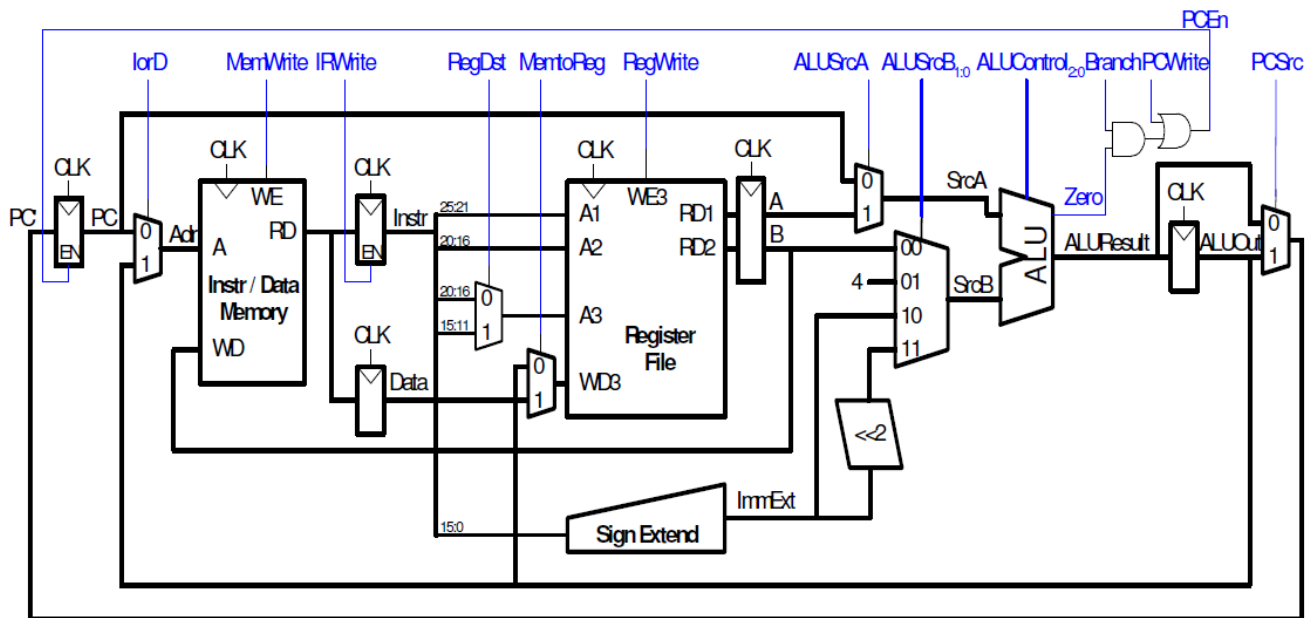 PCEn
IorD MemWrite IRWrite RegDst MemtoReg RegWrite ALUSrcA ALUSrcB1:0 ALUControl2:0 Branch PCWrite PCSrc
CLK CLK CLK CLK CLK
SrcA
CLK
PC' PC EN
0
1
Adr
WE
A RD
Instr / Data
Memory
WD
EN
Instr
CLK
Data
25:21
20:16
20:16
15:11
15:0
0
1
0
1
A1 WE3 RD1
A2 RD2
A3
Register
File
WD3
A
B
0
1
00
4 01
10
11
SrcB
ALU
Zero
ALUResult
ALUOut
0
1
<<2
ImmExt
Sign Extend